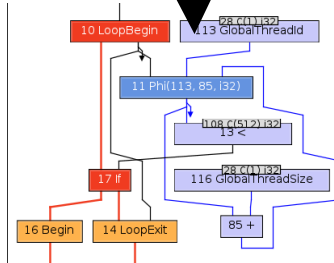 28 C(1) i32
10 LoopBegin
113 GlobalThreadId
11 Phi(113, 85, i32)
108 C(512) i32
13 <
28 C(1) i32
17 If
116 GlobalThreadSize
16 Begin
14 LoopExit
85 +